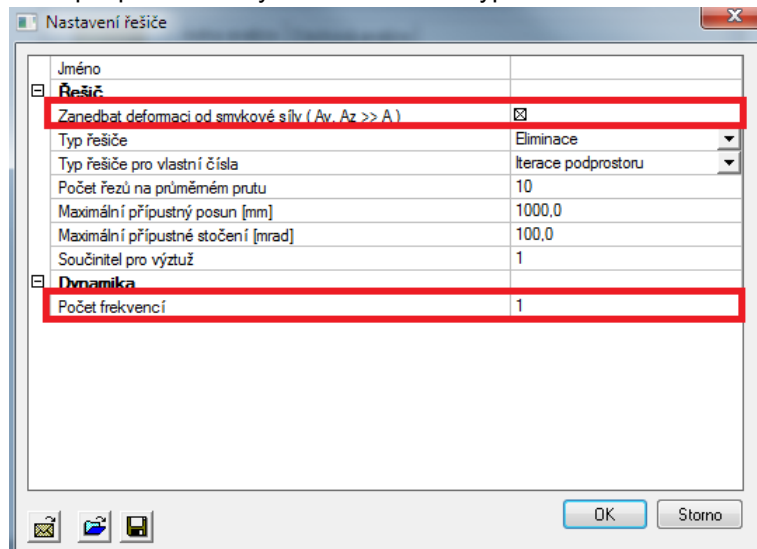 Nastavení řešiče
Jméno
Řešič
Zanedbat deformaci od smykové síly ( Ay, Az >> A )
Typ řešiče Eliminace
Typ řešiče pro vlastní čísla Iterace podprostoru
Počet řezů na průměrném prutu 10
Maximální přípustný posun [mm] 1000,0
Maximální přípustné stočení [mrad] 100,0
Součinitel pro výztuž 1
Dynamika
Počet frekvencí 1
OK Storno